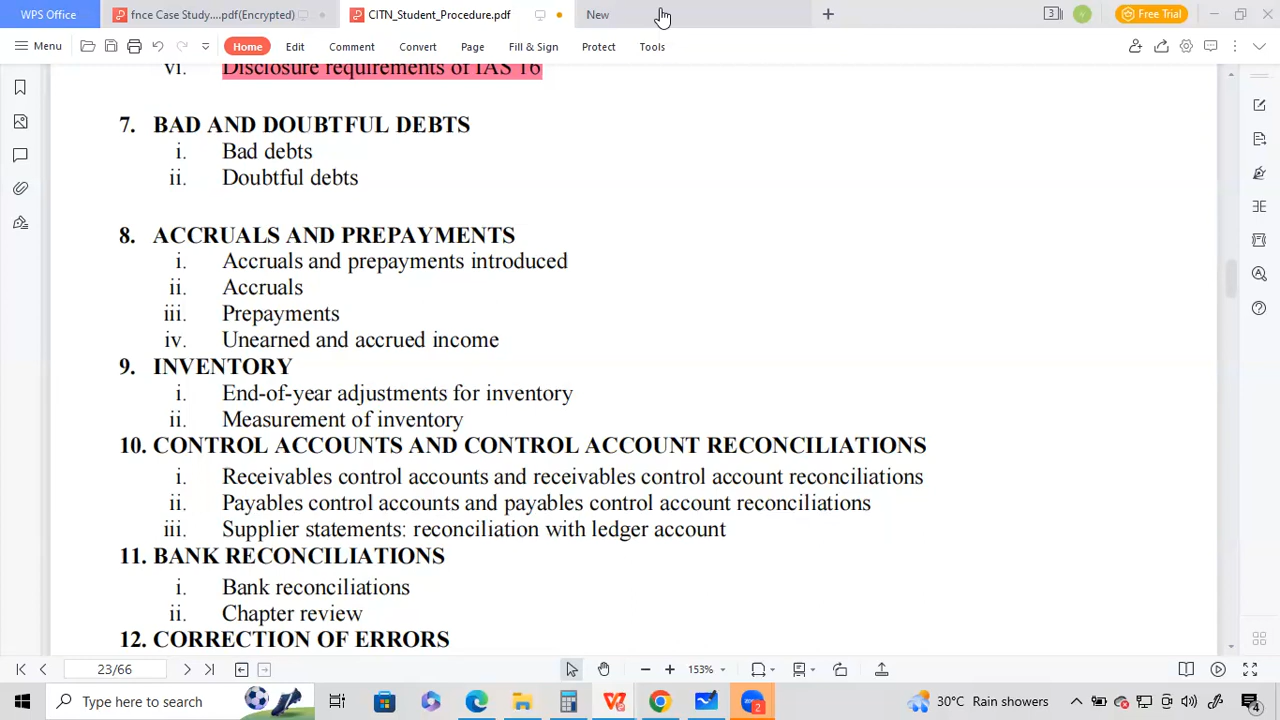 WPS Office
fnce Case Study....pdf(Encrypted)
CITN_Student_Procedure.pdf
New
Free Trial
Menu
Home
Edit
Comment
Convert
Page
Fill & Sign
Protect
Tools
vi. Disclosure requirements of IAS 16
7. BAD AND DOUBTFUL DEBTS
i. Bad debts
ii. Doubtful debts
8. ACCRUALS AND PREPAYMENTS
i. Accruals and prepayments introduced
ii. Accruals
iii. Prepayments
iv. Unearned and accrued income
9. INVENTORY
i. End-of-year adjustments for inventory
ii. Measurement of inventory
10. CONTROL ACCOUNTS AND CONTROL ACCOUNT RECONCILIATIONS
i. Receivables control accounts and receivables control account reconciliations
ii. Payables control accounts and payables control account reconciliations
iii. Supplier statements: reconciliation with ledger account
11. BANK RECONCILIATIONS
i. Bank reconciliations
ii. Chapter review
12. CORRECTION OF ERRORS
23/66
153%
Type here to search
2
30°C Rain showers
4